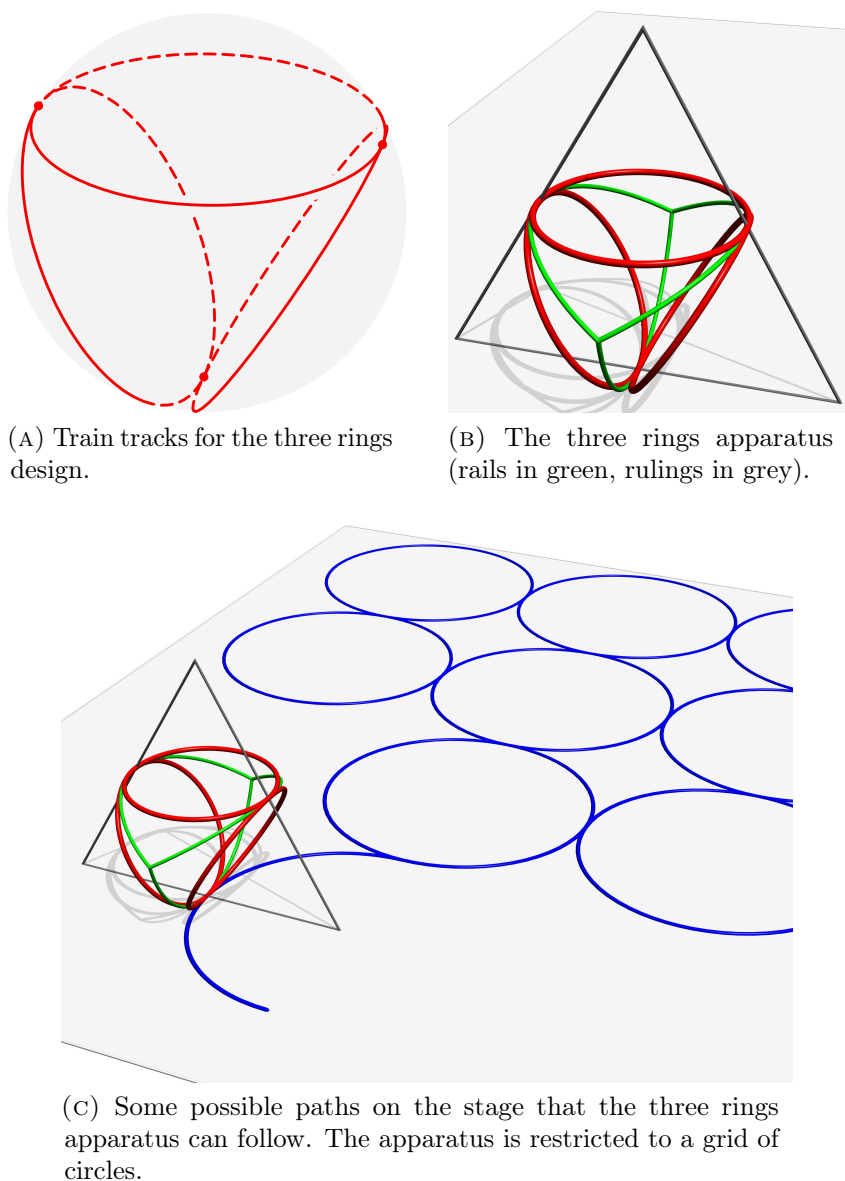 (A) Train tracks for the three rings
design.
(B) The three rings apparatus
(rails in green, rulings in grey).
(C) Some possible paths on the stage that the three rings
apparatus can follow. The apparatus is restricted to a grid of
circles.